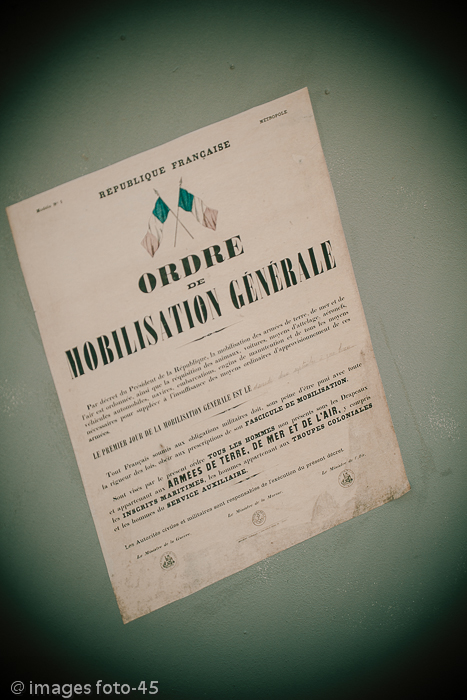 Modèle Nº 1
MÉTROPOLE
RÉPUBLIQUE FRANÇAISE
ORDRE
DE
MOBILISATION GÉNÉRALE
Par décret du Président de la République, la mobilisation des armées de terre, de mer et de
l'air est ordonnée, ainsi que la réquisition des animaux, voitures, moyens d'attelage, aéronefs,
véhicules automobiles, navires, embarcations, engins de manutention et de tous les moyens
nécessaires pour suppléer à l'insuffisance des moyens ordinaires d'approvisionnement de ces
armées.
LE PREMIER JOUR DE LA MOBILISATION GÉNÉRALE EST LE
Tout Français soumis aux obligations militaires doit, sous peine d'être puni avec toute
la rigueur des lois, obéir aux prescriptions de son FASCICULE DE MOBILISATION.
Sont visés par le présent ordre TOUS LES HOMMES non présents sous les Drapeaux
et appartenant aux ARMÉES DE TERRE, DE MER ET DE L'AIR, y compris
les INSCRITS MARITIMES, les hommes appartenant aux TROUPES COLONIALES
et les hommes du SERVICE AUXILIAIRE.
Les Autorités civiles et militaires sont responsables de l'exécution du présent décret.
Le Ministre de la Guerre,
Le Ministre de la Marine,
Le Ministre de l'Air,
© images foto-45